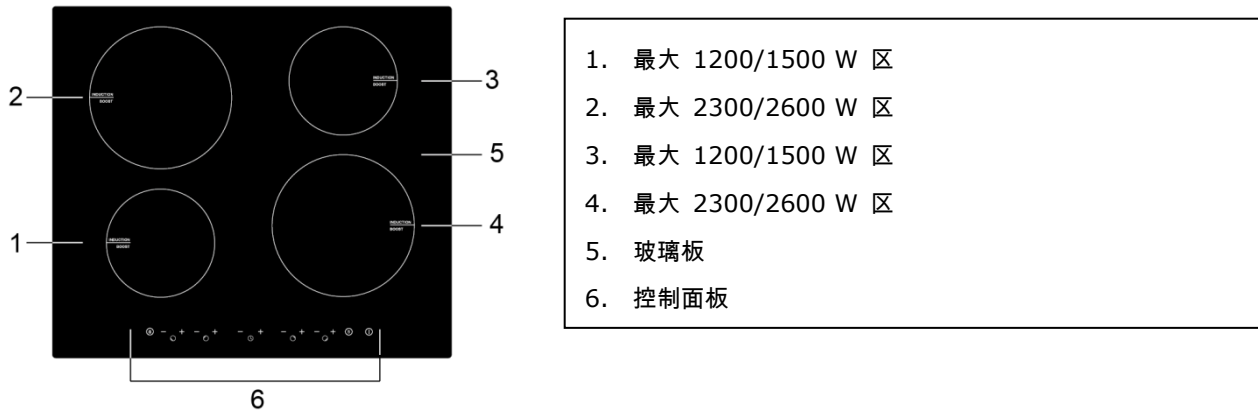 INDUCTION
BOOST
INDUCTION
BOOST
3
2
5
INDUCTION
BOOST
4
INDUCTION
BOOST
1
6
1. 最大 1200/1500 W 区
2. 最大 2300/2600 W 区
3. 最大 1200/1500 W 区
4. 最大 2300/2600 W 区
5. 玻璃板
6. 控制面板